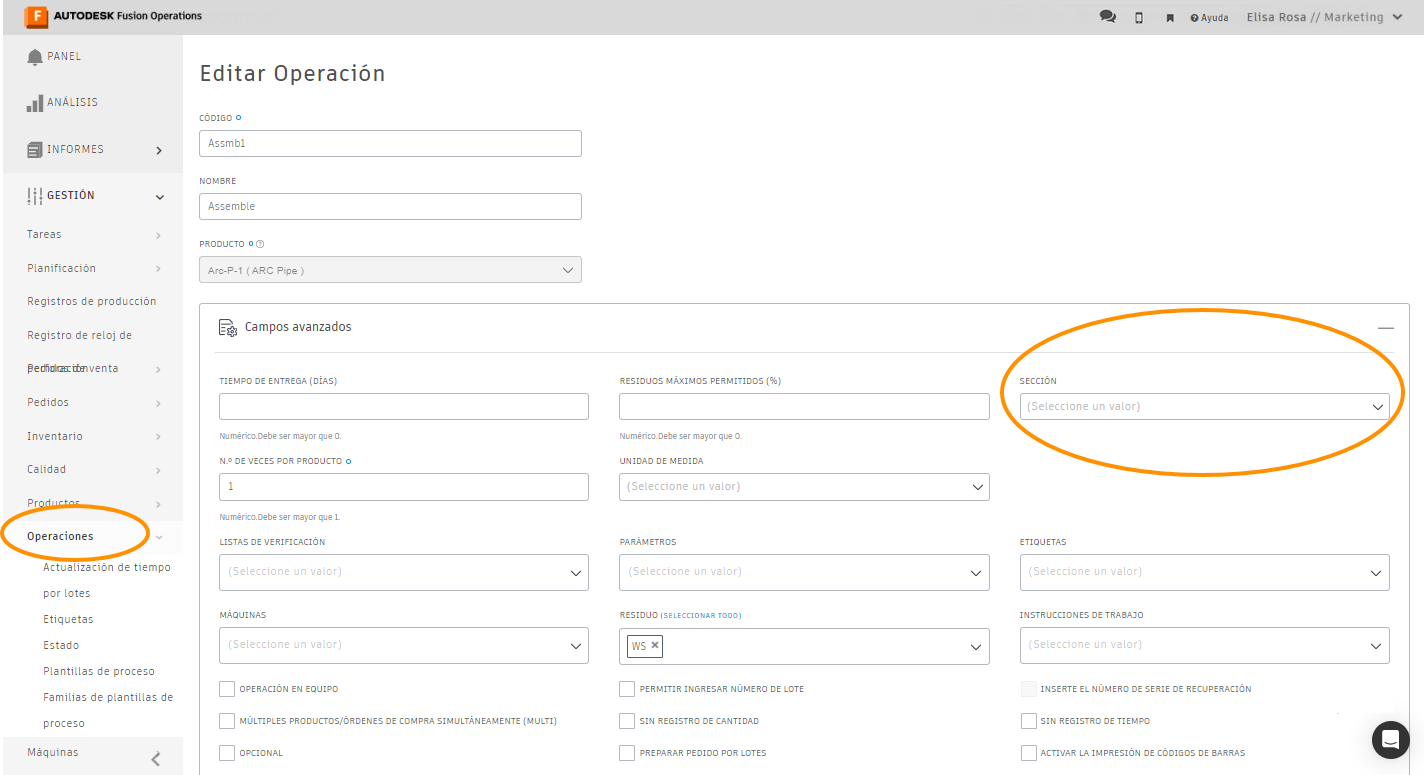 F AUTODESK Fusion Operations
Ayuda
Elisa Rosa // Marketing
PANEL
ANÁLISIS
INFORMES
GESTIÓN
Tareas
Planificación
Registros de producción
Registro de reloj de
Pedidos
Inventario
Calidad
Productos
Operaciones
Actualización de tiempo
por lotes
Etiquetas
Estado
Plantillas de proceso
Familias de plantillas de
proceso
Máquinas
Editar Operación
CÓDIGO
Assmb1
NOMBRE
Assemble
PRODUCTO
Arc-P-1 ( ARC Pipe )
Campos avanzados
TIEMPO DE ENTREGA (DÍAS)
RESIDUOS MÁXIMOS PERMITIDOS (%)
SECCIÓN
(Seleccione un valor)
Numérico.Debe ser mayor que 0.
Numérico.Debe ser mayor que 0.
N.º DE VECES POR PRODUCTO
UNIDAD DE MEDIDA
1
(Seleccione un valor)
Numérico.Debe ser mayor que 1.
LISTAS DE VERIFICACIÓN
PARÁMETROS
ETIQUETAS
(Seleccione un valor)
(Seleccione un valor)
(Seleccione un valor)
MÁQUINAS
RESIDUO (SELECCIONAR TODO)
INSTRUCCIONES DE TRABAJO
(Seleccione un valor)
WS ×
(Seleccione un valor)
OPERACIÓN EN EQUIPO
PERMITIR INGRESAR NÚMERO DE LOTE
INSERTE EL NÚMERO DE SERIE DE RECUPERACIÓN
MÚLTIPLES PRODUCTOS/ÓRDENES DE COMPRA SIMULTÁNEAMENTE (MULTI)
SIN REGISTRO DE CANTIDAD
SIN REGISTRO DE TIEMPO
OPCIONAL
PREPARAR PEDIDO POR LOTES
ACTIVAR LA IMPRESIÓN DE CÓDIGOS DE BARRAS